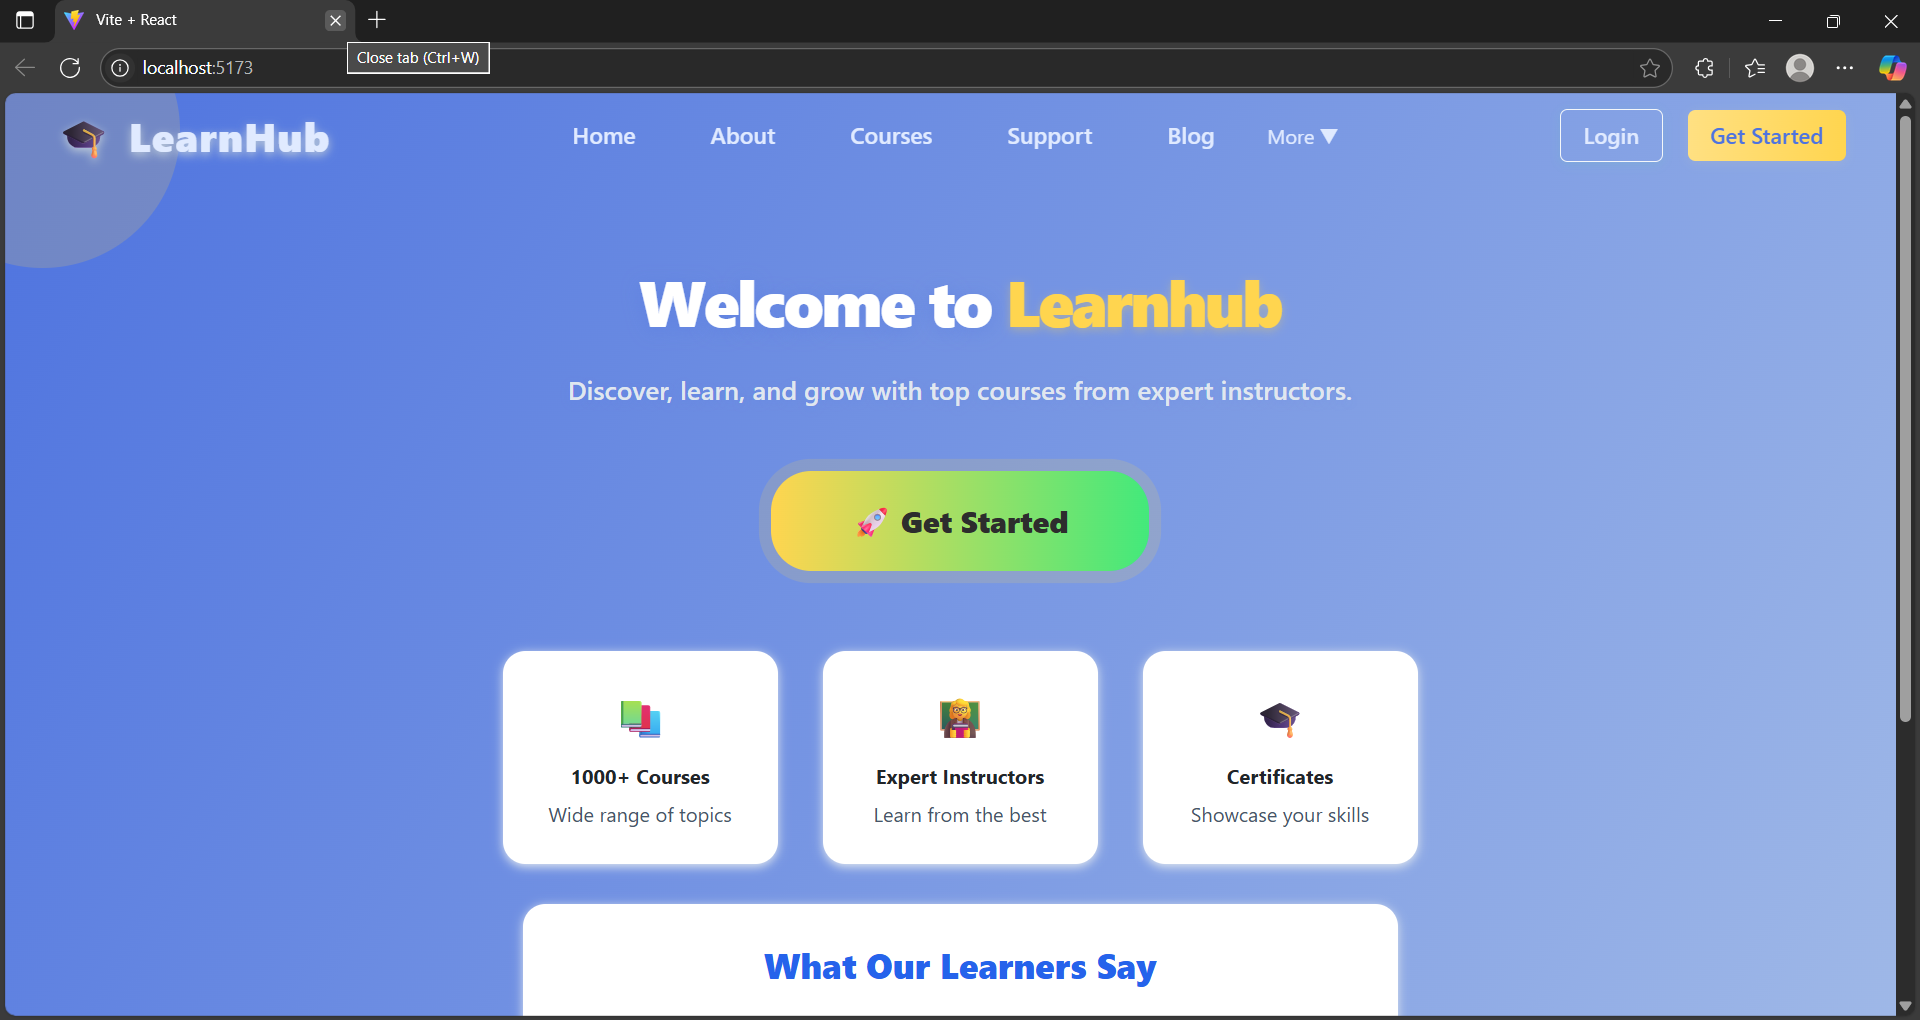 Vite + React
Close tab (Ctrl+W)
localhost:5173
LearnHub
Home About Courses Support Blog More ▼
Login Get Started
Welcome to Learnhub
Discover, learn, and grow with top courses from expert instructors.
🚀 Get Started
1000+ Courses
Wide range of topics
Expert Instructors
Learn from the best
Certificates
Showcase your skills
What Our Learners Say